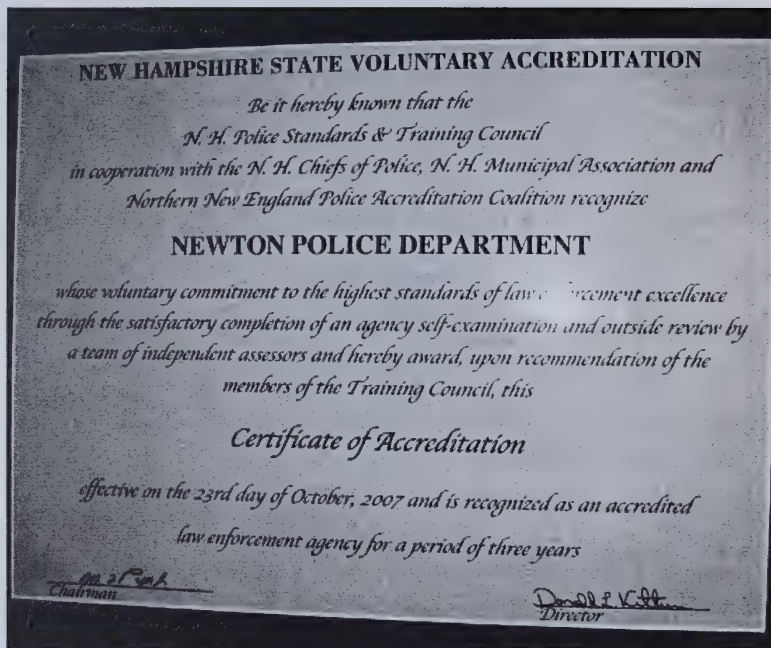 NEW HAMPSHIRE STATE VOLUNTARY ACCREDITATION
Be it hereby known that the
N. H. Police Standards & Training Council
in cooperation with the N. H. Chiefs of Police, N. H. Municipal Association and
Northern New England Police Accreditation Coalition recognize
NEWTON POLICE DEPARTMENT
whose voluntary commitment to the highest standards of law excellence
through the satisfactory completion of an agency self-examination and outside review by
a team of independent assessors and hereby award, upon recommendation of the
members of the Training Council, this
Certificate of Accreditation
effective on the 23rd day of October, 2007 and is recognized as an accredited
law enforcement agency for a period of three years
Chairman
Donald L.
Director